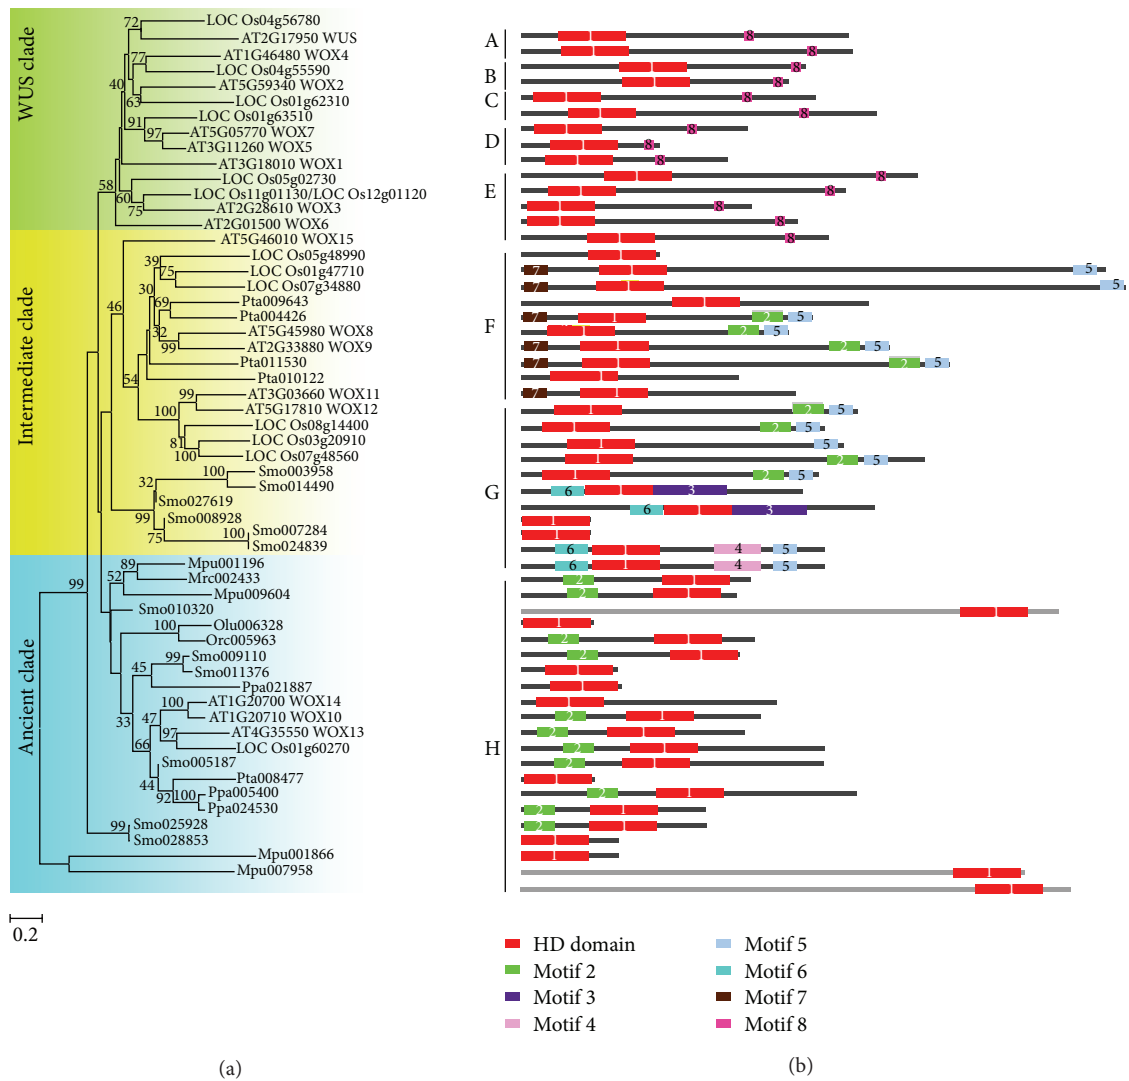 WUS clade
Intermediate clade
Ancient clade
LOC Os04g56780
AT2G17950 WUS
AT1G46480 WOX4
LOC Os04g55590
AT5G59340 WOX2
LOC Os01g62310
LOC Os01g63510
AT5G05770 WOX7
AT3G11260 WOX5
AT3G18010 WOX1
LOC Os05g02730
LOC Os11g01130/LOC Os12g01120
AT2G28610 WOX3
AT2G01500 WOX6
AT5G46010 WOX15
LOC Os05g48990
LOC Os01g47710
LOC Os07g34880
Pta009643
Pta004426
AT5G45980 WOX8
AT2G33880 WOX9
Pta011530
Pta010122
AT3G03660 WOX11
AT5G17810 WOX12
LOC Os08g14400
LOC Os03g20910
LOC Os07g48560
Smo003958
Smo014490
Smo027619
Smo008928
Smo007284
Smo024839
Mpu001196
Mrc002433
Mpu009604
Smo010320
Olu006328
Orc005963
Smo009110
Smo011376
Ppa021887
AT1G20700 WOX14
AT1G20710 WOX10
AT4G35550 WOX13
LOC Os01g60270
Smo005187
Pta008477
Ppa005400
Ppa024530
Smo025928
Smo028853
Mpu001866
Mpu007958
72
77
40
63
91
97
58
60
75
39
75
30
46
69
32
99
54
99
100
81
100
100
32
99
75
100
89
52
99
100
99
45
100
47
33
97
66
44
92
100
99
0.2
(a)
A
B
C
D
E
F
G
H
HD domain
Motif 2
Motif 3
Motif 4
Motif 5
Motif 6
Motif 7
Motif 8
(b)